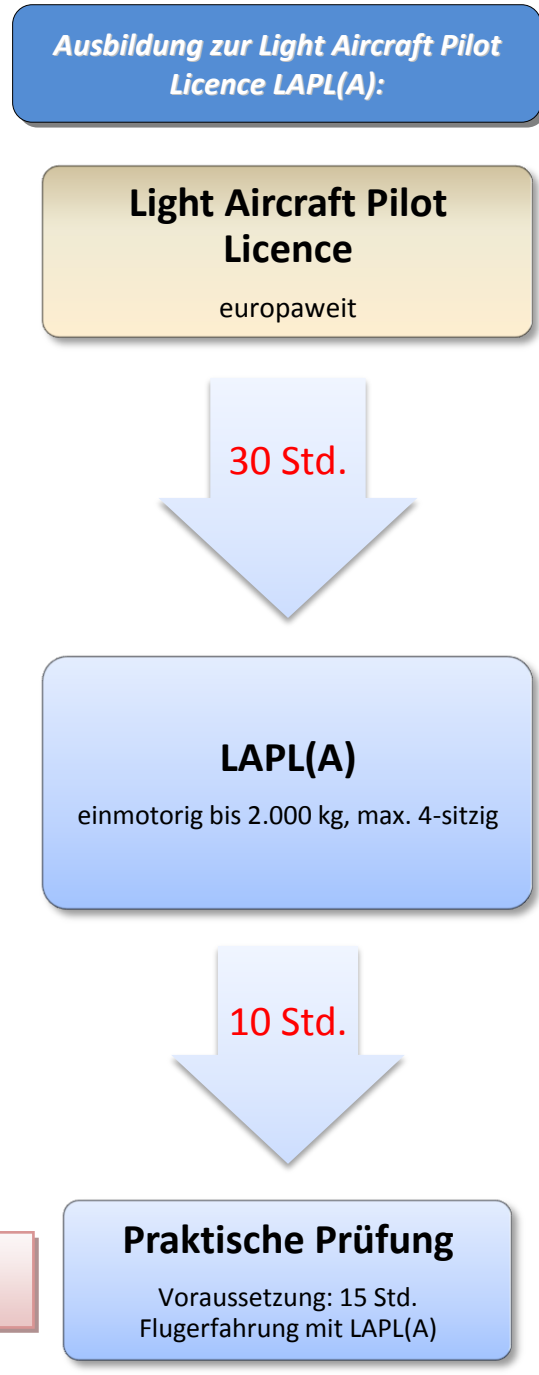 Ausbildung zur Light Aircraft Pilot
Licence LAPL(A):
Light Aircraft Pilot
Licence
europaweit
30 Std.
LAPL(A)
einmotorig bis 2.000 kg, max. 4-sitzig
10 Std.
Praktische Prüfung
Voraussetzung: 15 Std.
Flugerfahrung mit LAPL(A)